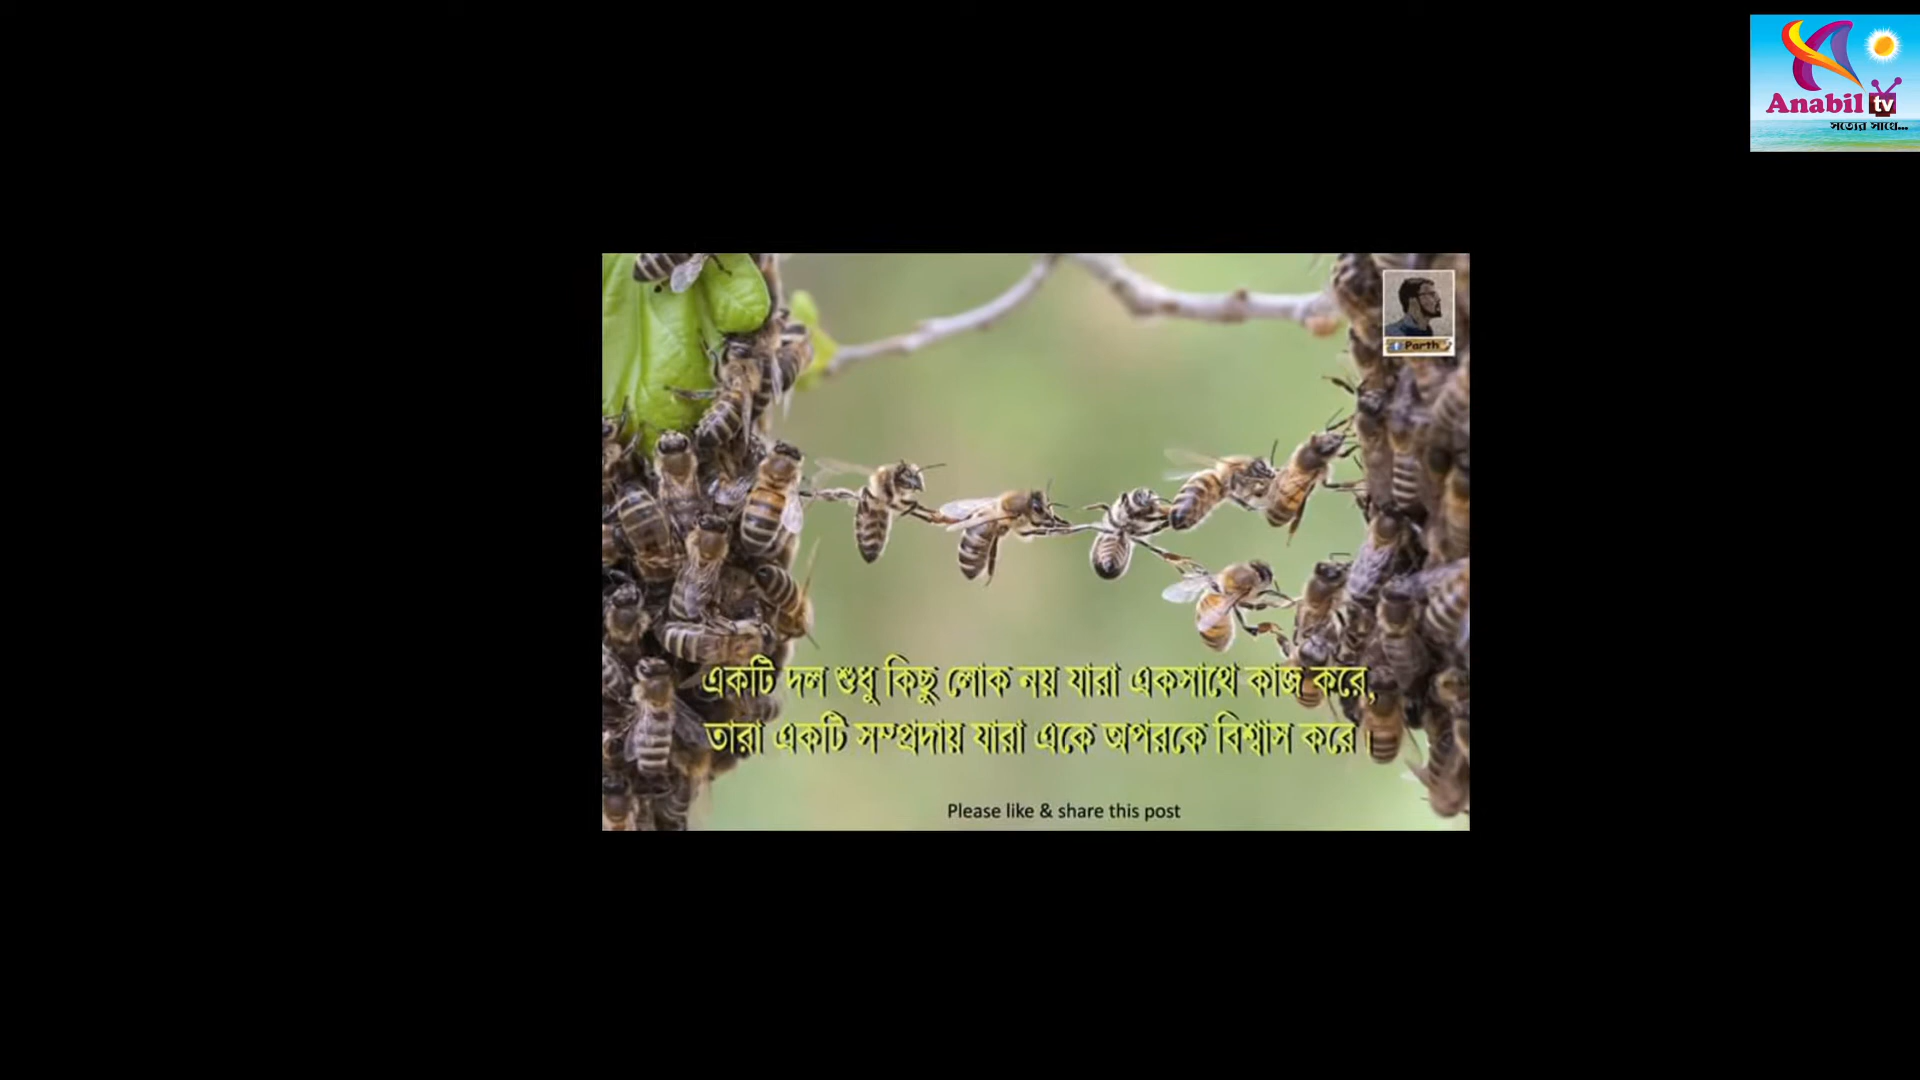 Anabil tv
সত্যের সাথে...
Parth
একটি দল শুধু কিছু লোক নয় যারা একসাথে কাজ করে,
তারা একটি সম্প্রদায় যারা একে অপরকে বিশ্বাস করে।
Please like & share this post